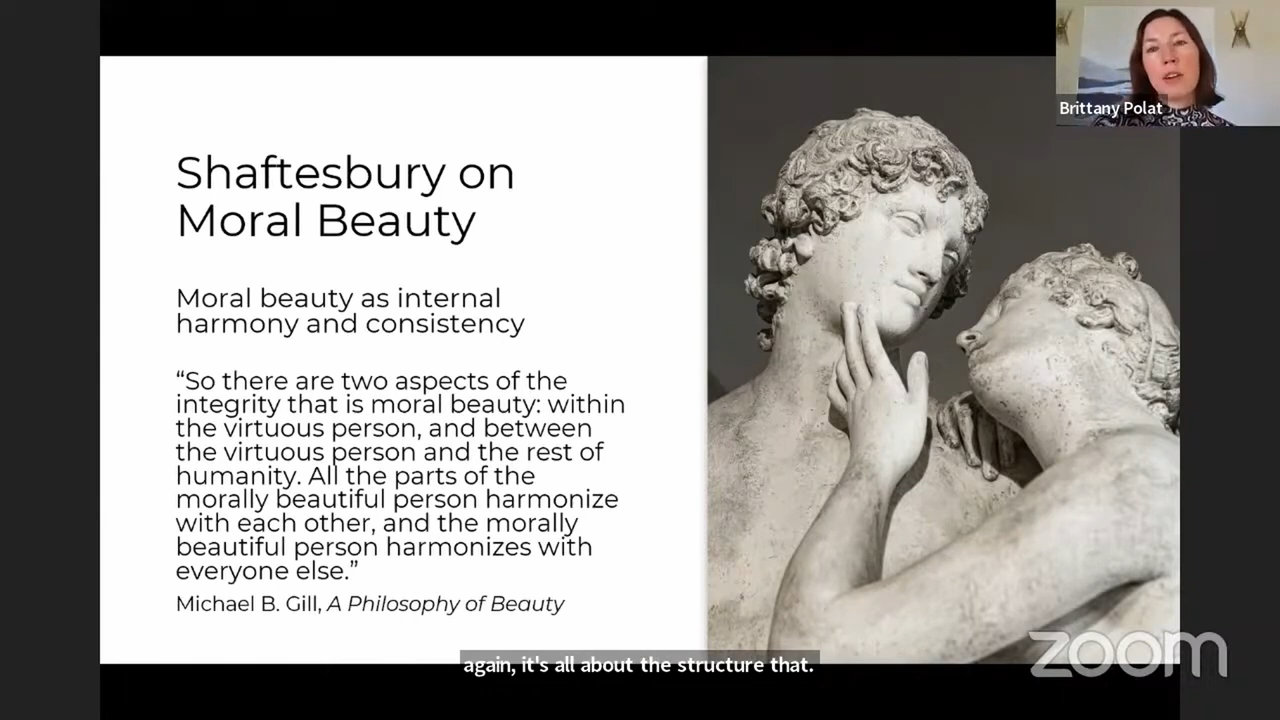 Brittany Polat
Shaftesbury on
Moral Beauty
Moral beauty as internal
harmony and consistency
“So there are two aspects of the
integrity that is moral beauty: within
the virtuous person, and between
the virtuous person and the rest of
humanity. All the parts of the
morally beautiful person harmonize
with each other, and the morally
beautiful person harmonizes with
everyone else.”
Michael B. Gill, A Philosophy of Beauty
again, it's all about the structure that.
zoom